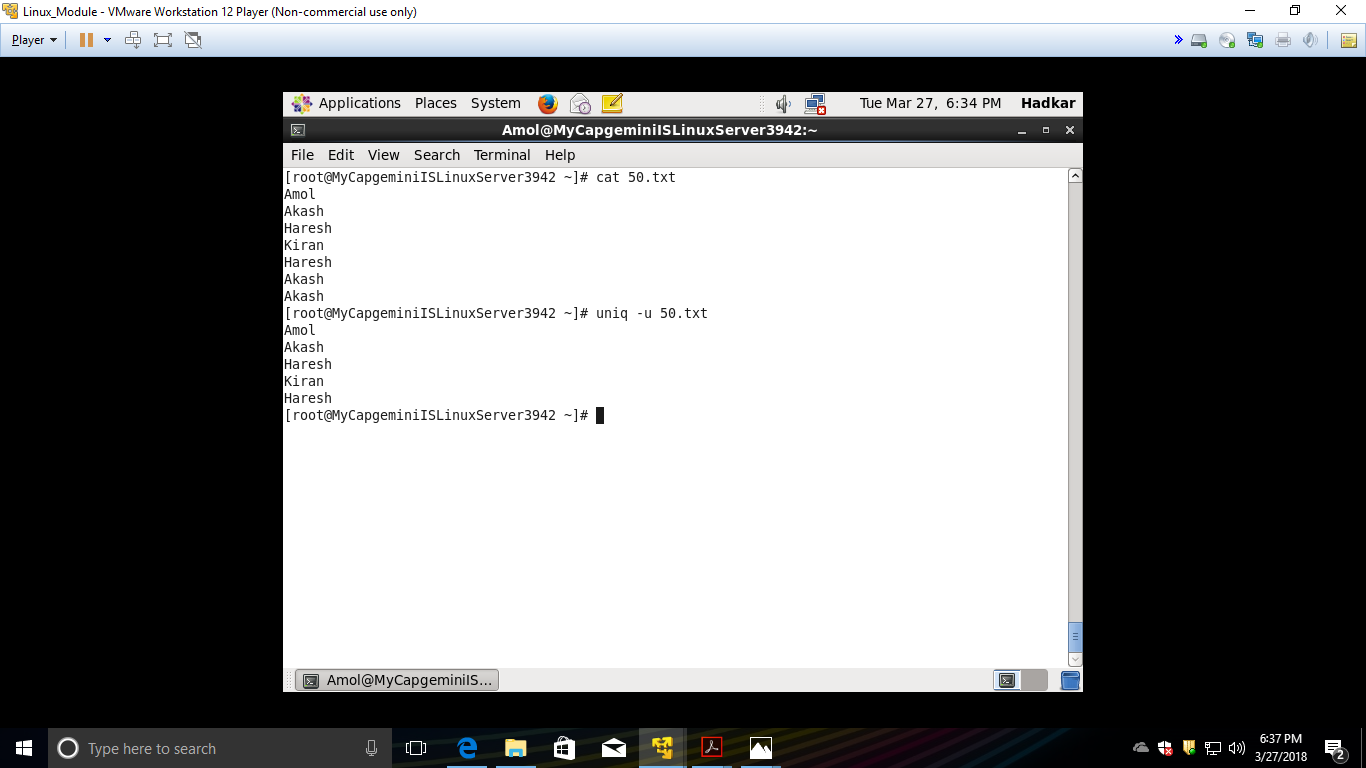 Linux_Module - VMware Workstation 12 Player (Non-commercial use only)
Player
Applications Places System Tue Mar 27, 6:34 PM Hadkar
Amol@MyCapgeminiISLinuxServer3942:~
File Edit View Search Terminal Help
[root@MyCapgeminiISLinuxServer3942 ~]# cat 50.txt
Amol
Akash
Haresh
Kiran
Haresh
Akash
Akash
[root@MyCapgeminiISLinuxServer3942 ~]# uniq -u 50.txt
Amol
Akash
Haresh
Kiran
Haresh
[root@MyCapgeminiISLinuxServer3942 ~]#
Amol@MyCapgeminiIS...
Type here to search
6:37 PM
3/27/2018
2